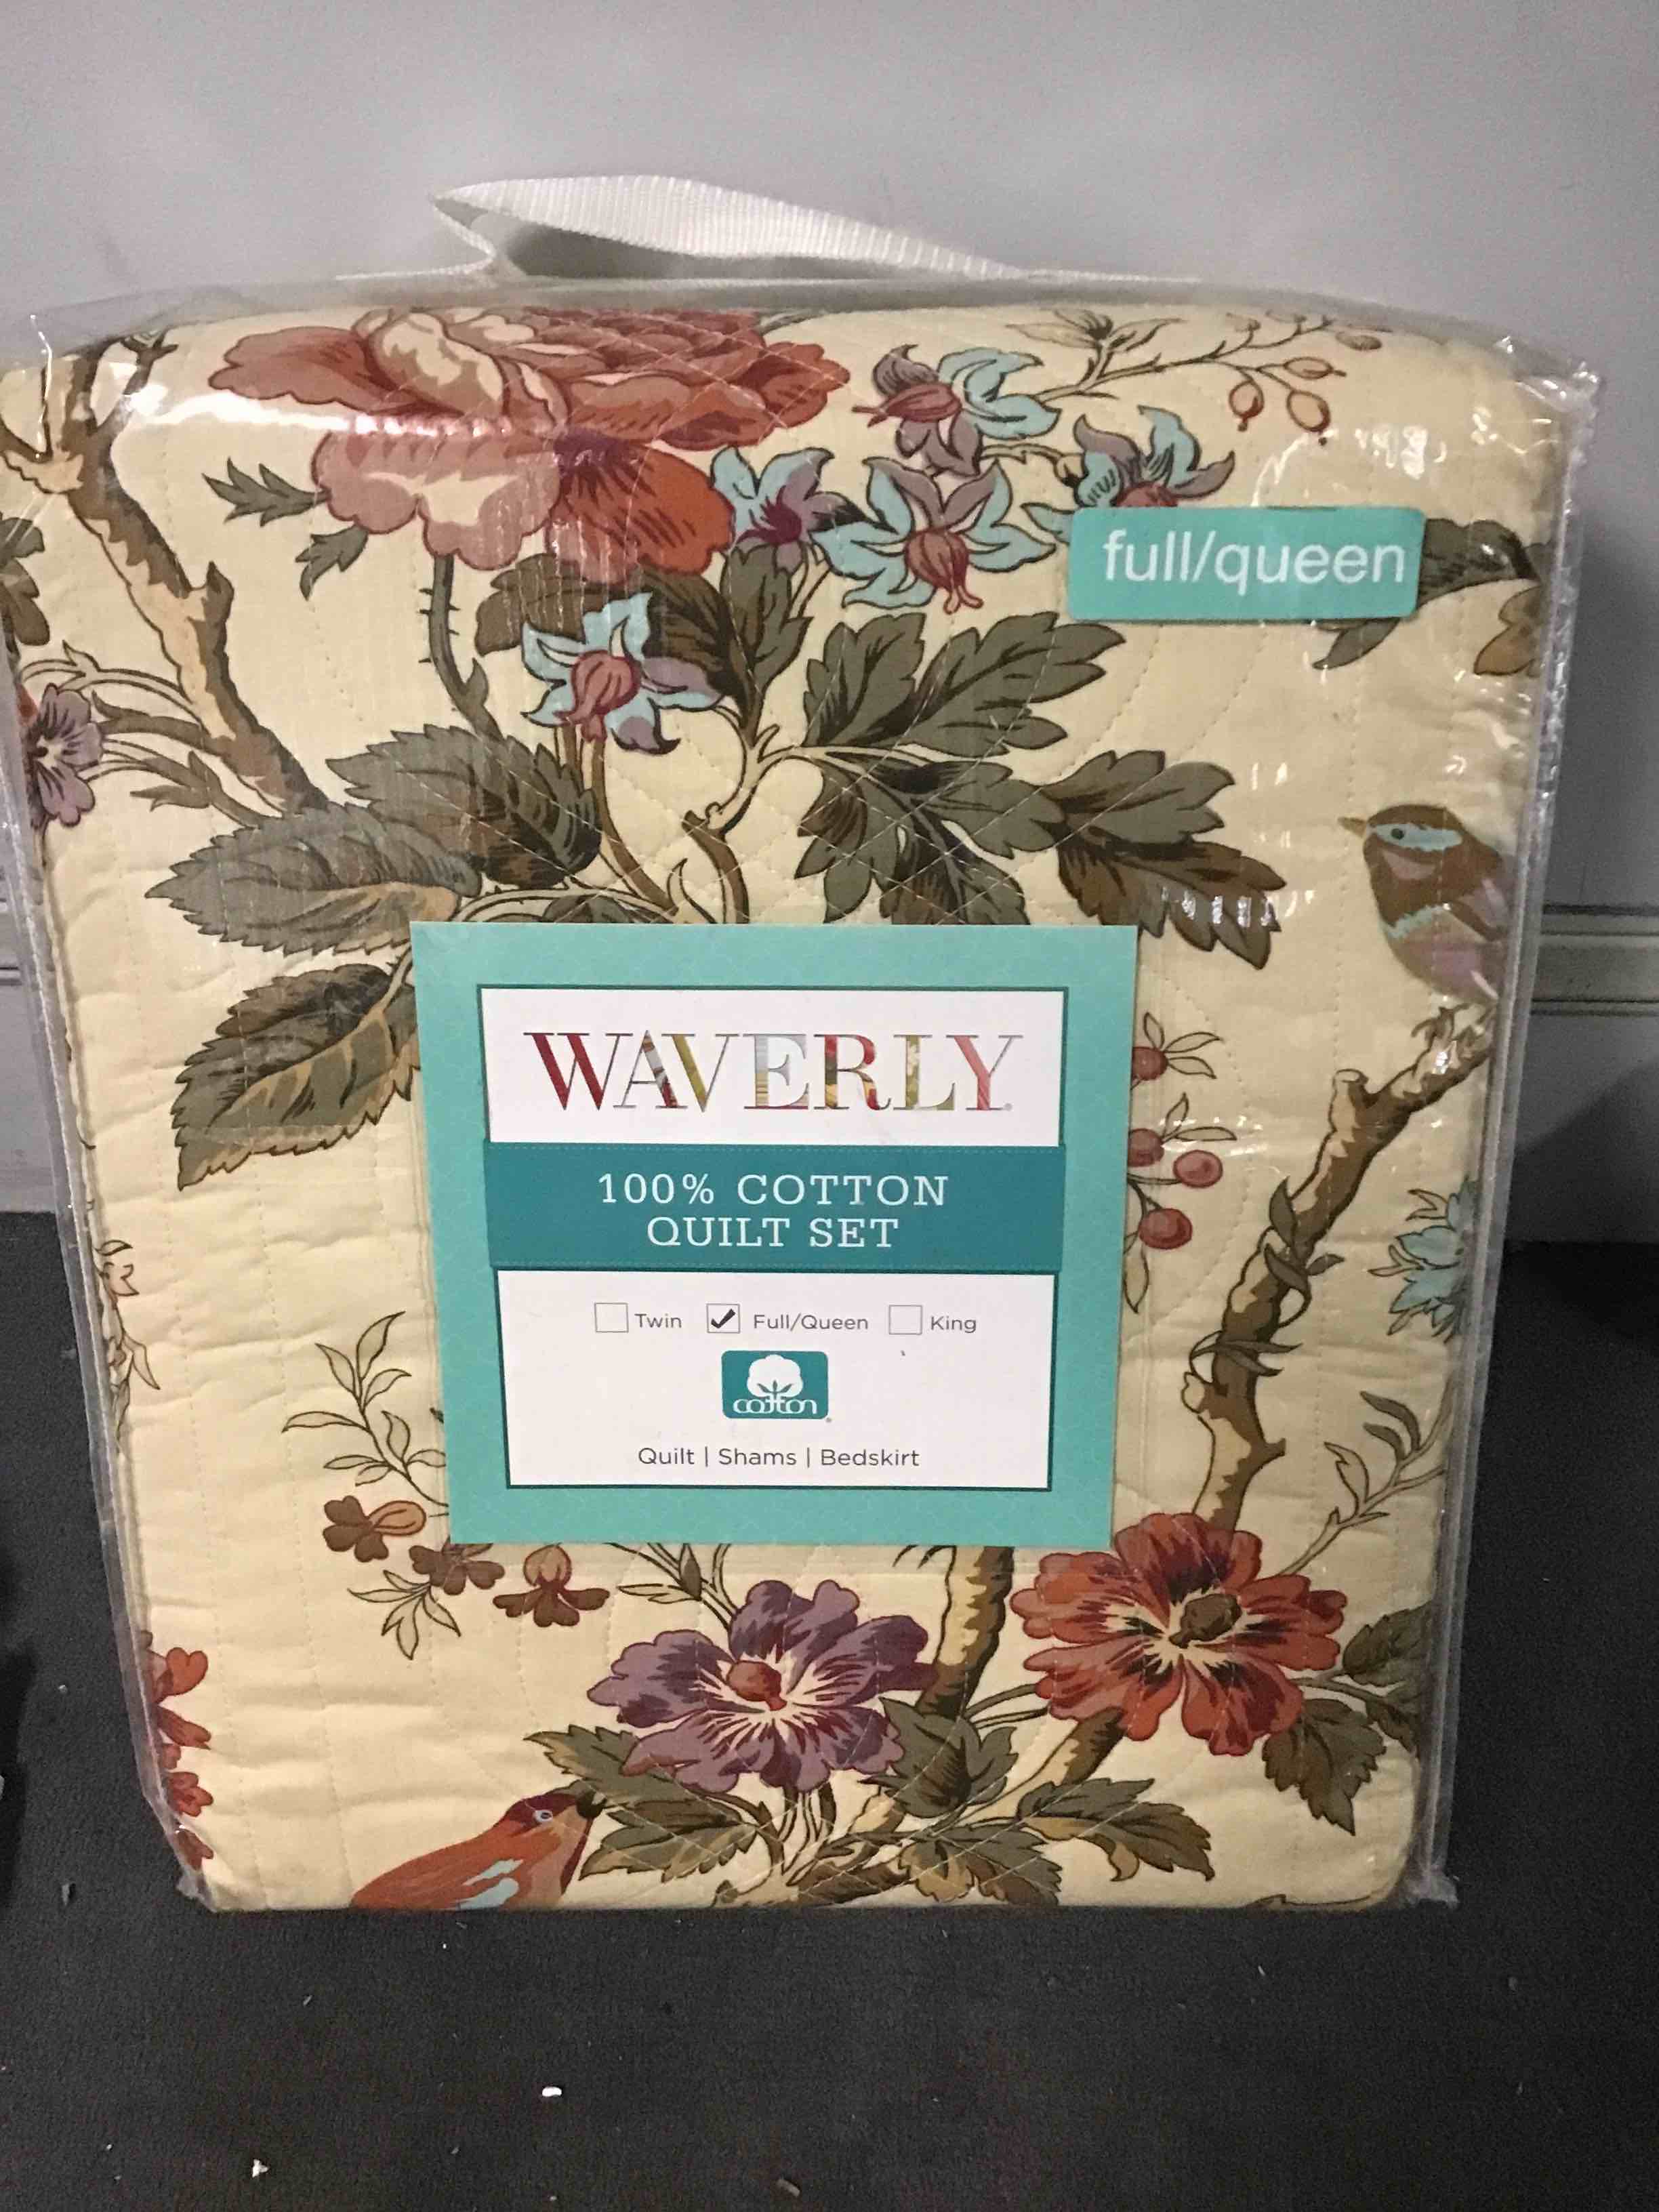 full/queen
WAVERLY
100% COTTON
QUILT SET
Twin Full/Queen King
cotton
Quilt | Shams | Bedskirt